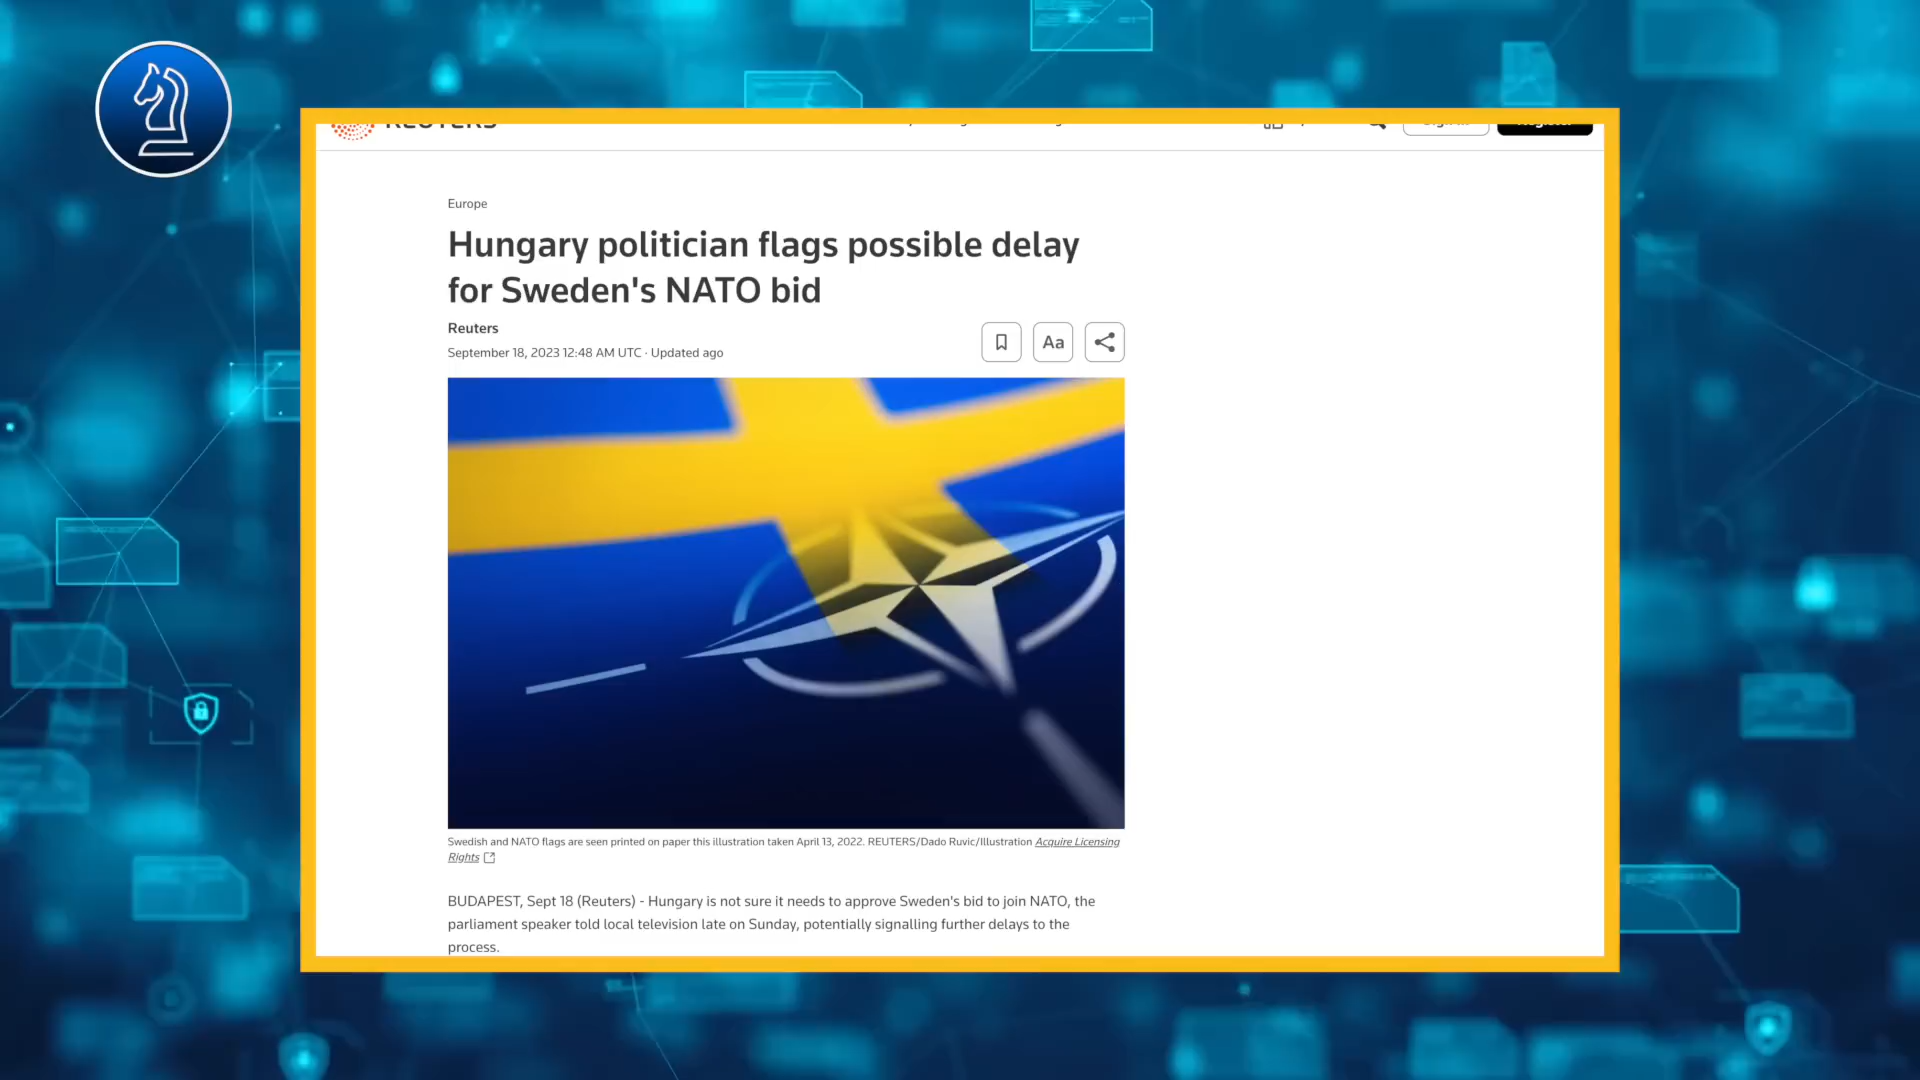 REUTERS
Europe
Hungary politician flags possible delay
for Sweden's NATO bid
Reuters
September 18, 2023 12:48 AM UTC · Updated ago
Aa
Swedish and NATO flags are seen printed on paper this illustration taken April 13, 2022. REUTERS/Dado Ruvic/Illustration Acquire Licensing
Rights
BUDAPEST, Sept 18 (Reuters) - Hungary is not sure it needs to approve Sweden's bid to join NATO, the
parliament speaker told local television late on Sunday, potentially signalling further delays to the
process.